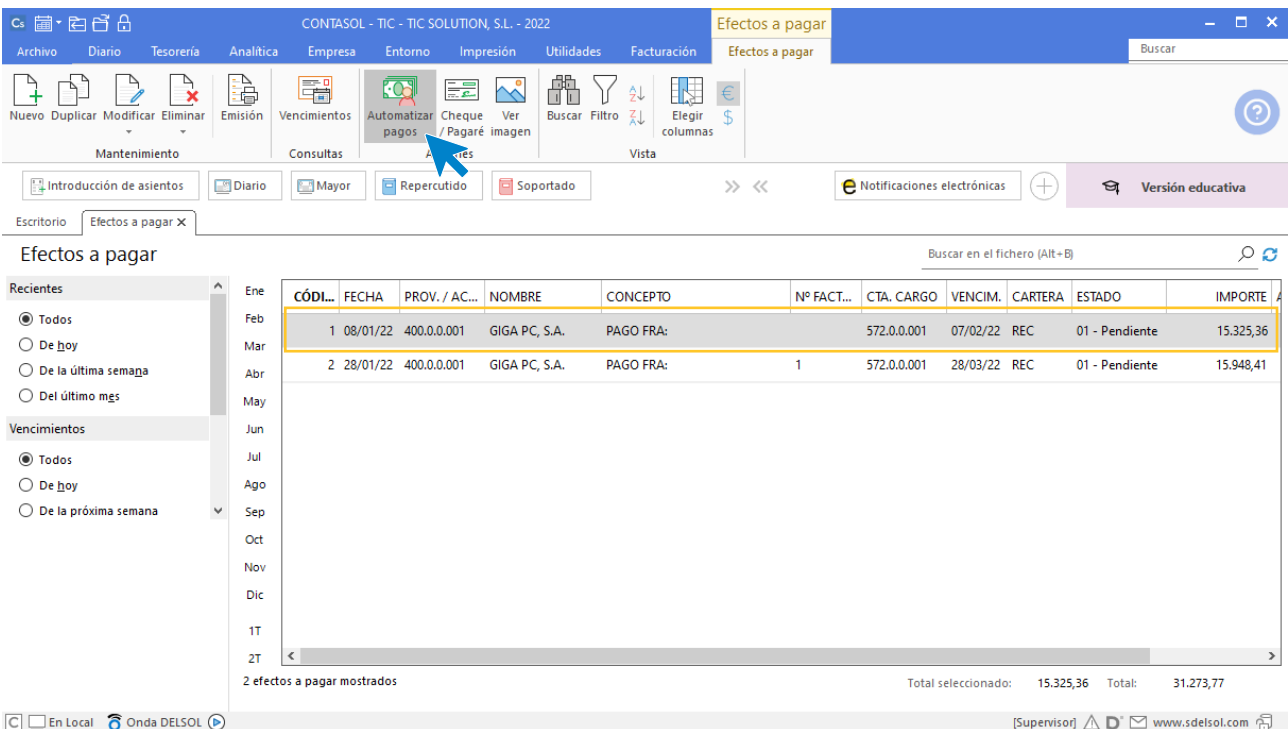 Cs CONTASOL - TIC - TIC SOLUTION, S.L. - 2022 Efectos a pagar
Archivo Diario Tesorería Analítica Empresa Entorno Impresión Utilidades Facturación Efectos a pagar Buscar
Nuevo Duplicar Modificar Eliminar Emisión Vencimientos Automatizar pagos Cheque / Pagaré Ver imagen Buscar Filtro Elegir columnas
Mantenimiento Consultas Vista
Introducción de asientos Diario Mayor Repercutido Soportado Notificaciones electrónicas Versión educativa
Escritorio Efectos a pagar
Efectos a pagar Buscar en el fichero (Alt+B)
Recientes
Todos
De hoy
De la última semana
Del último mes
Vencimientos
Todos
De hoy
De la próxima semana
Ene
Feb
Mar
Abr
May
Jun
Jul
Ago
Sep
Oct
Nov
Dic
1T
2T
CÓDI... FECHA PROV. / AC... NOMBRE CONCEPTO Nº FACT... CTA. CARGO VENCIM. CARTERA ESTADO IMPORTE
1 08/01/22 400.0.0.001 GIGA PC, S.A. PAGO FRA: 572.0.0.001 07/02/22 REC 01 - Pendiente 15.325,36
2 28/01/22 400.0.0.001 GIGA PC, S.A. PAGO FRA: 1 572.0.0.001 28/03/22 REC 01 - Pendiente 15.948,41
2 efectos a pagar mostrados Total seleccionado: 15.325,36 Total: 31.273,77
C En Local Onda DELSOL [Supervisor] D www.sdelsol.com